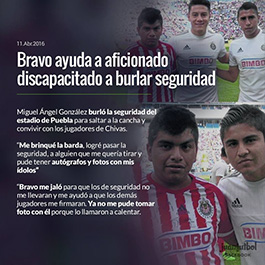 11.Abr.2016
Bravo ayuda a aficionado
discapacitado a burlar seguridad
Miguel Ángel González burló la seguridad del
estadio de Puebla para saltar a la cancha y
convivir con los jugadores de Chivas.
"Me brinqué la barda, logré pasar la
seguridad, a alguien que me quería tirar y
pude tener autógrafos y fotos con mis
ídolos"
"Bravo me jaló para que los de seguridad no
me llevaran y me ayudó a que los demás
jugadores me firmaran. Ya no me pude tomar
foto con él porque lo llamaron a calentar.
BIMBO
BIMBO
BIMBO